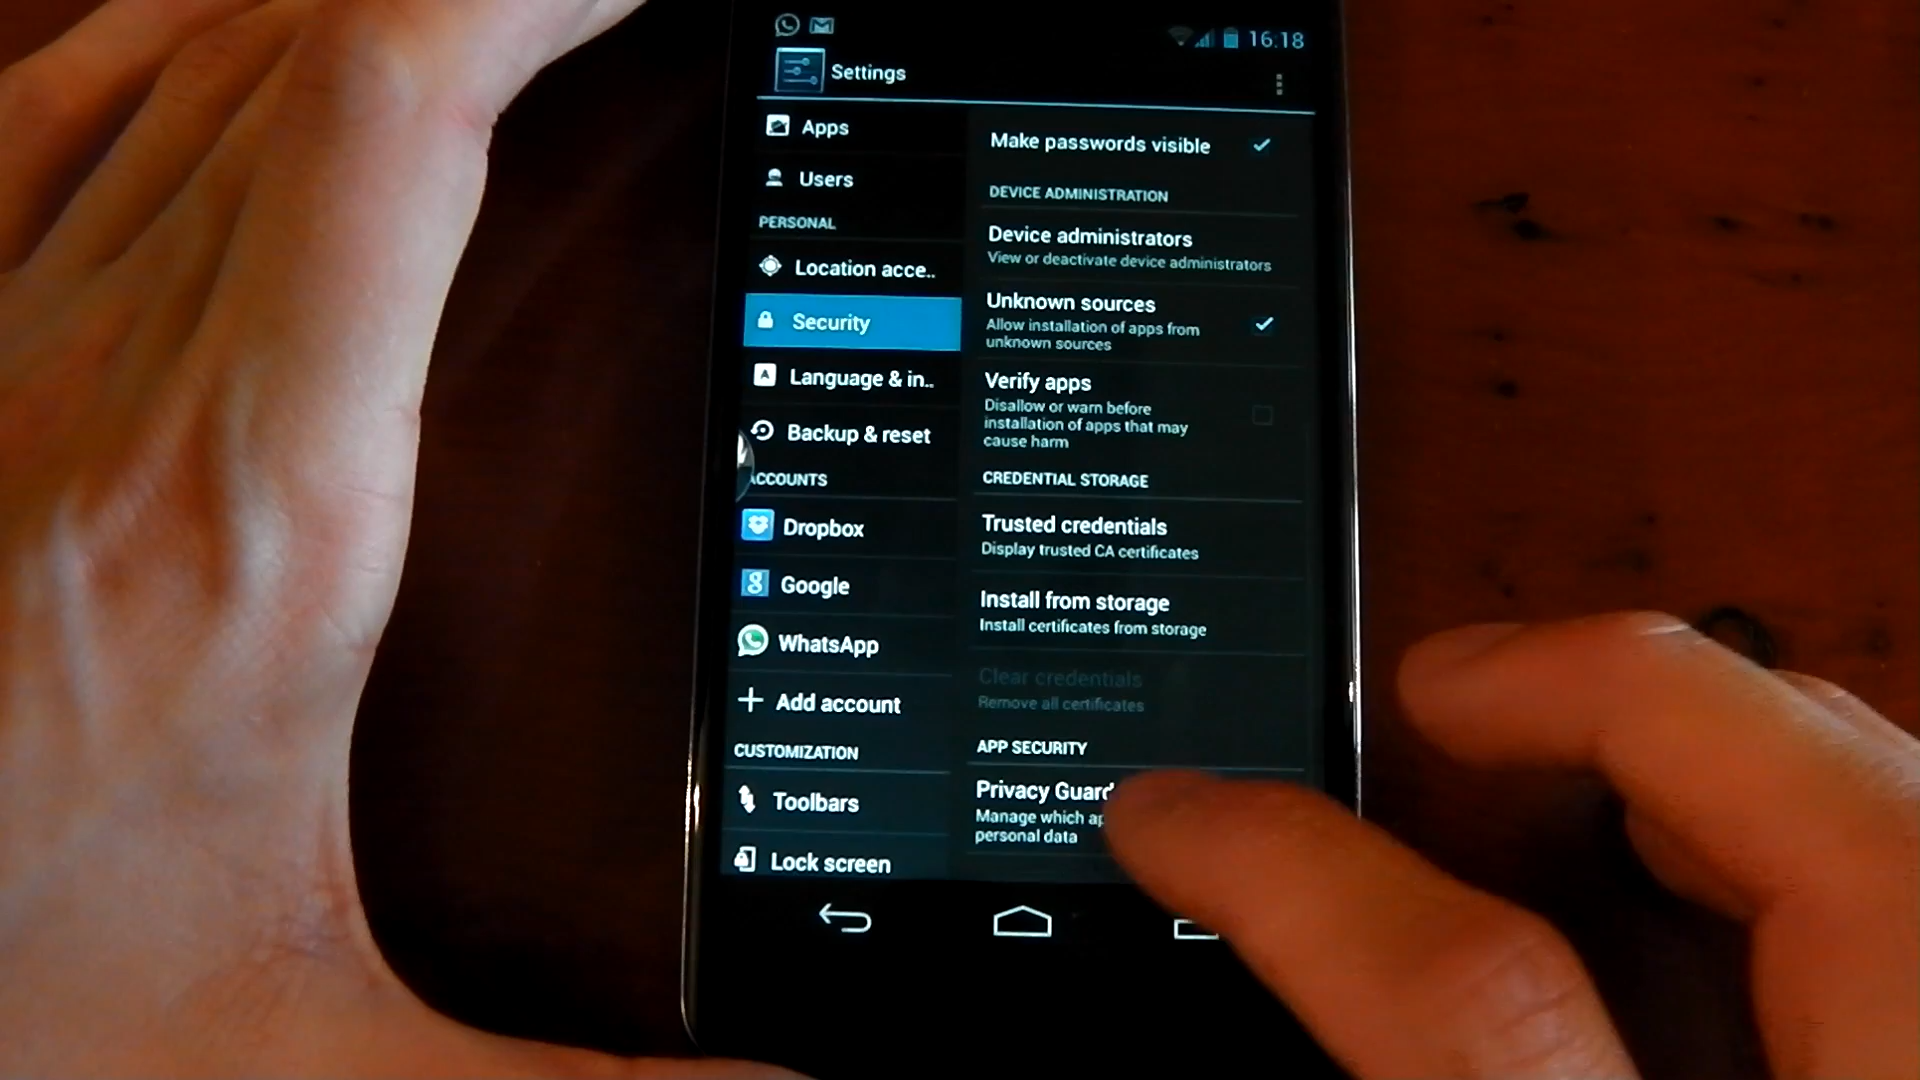 16:18
Settings
Apps
Users
PERSONAL
Location acce..
Security
Language & in..
Backup & reset
ACCOUNTS
Dropbox
Google
WhatsApp
Add account
CUSTOMIZATION
Toolbars
Lock screen
Make passwords visible
DEVICE ADMINISTRATION
Device administrators
View or deactivate device administrators
Unknown sources
Allow installation of apps from
unknown sources
Verify apps
Disallow or warn before
installation of apps that may
cause harm
CREDENTIAL STORAGE
Trusted credentials
Display trusted CA certificates
Install from storage
Install certificates from storage
Clear credentials
Remove all certificates
APP SECURITY
Privacy Guard
Manage which
personal data